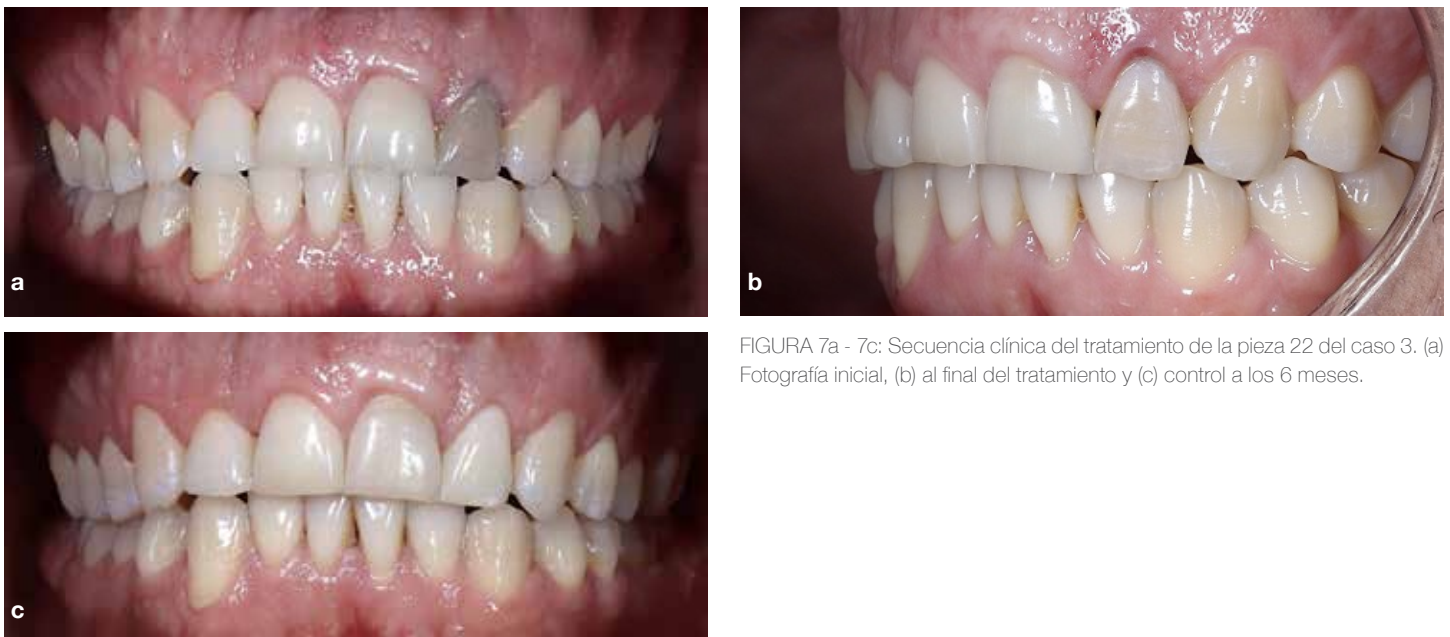 a
b
FIGURA 7a - 7c: Secuencia clínica del tratamiento de la pieza 22 del caso 3. (a)
Fotografía inicial, (b) al final del tratamiento y (c) control a los 6 meses.
c